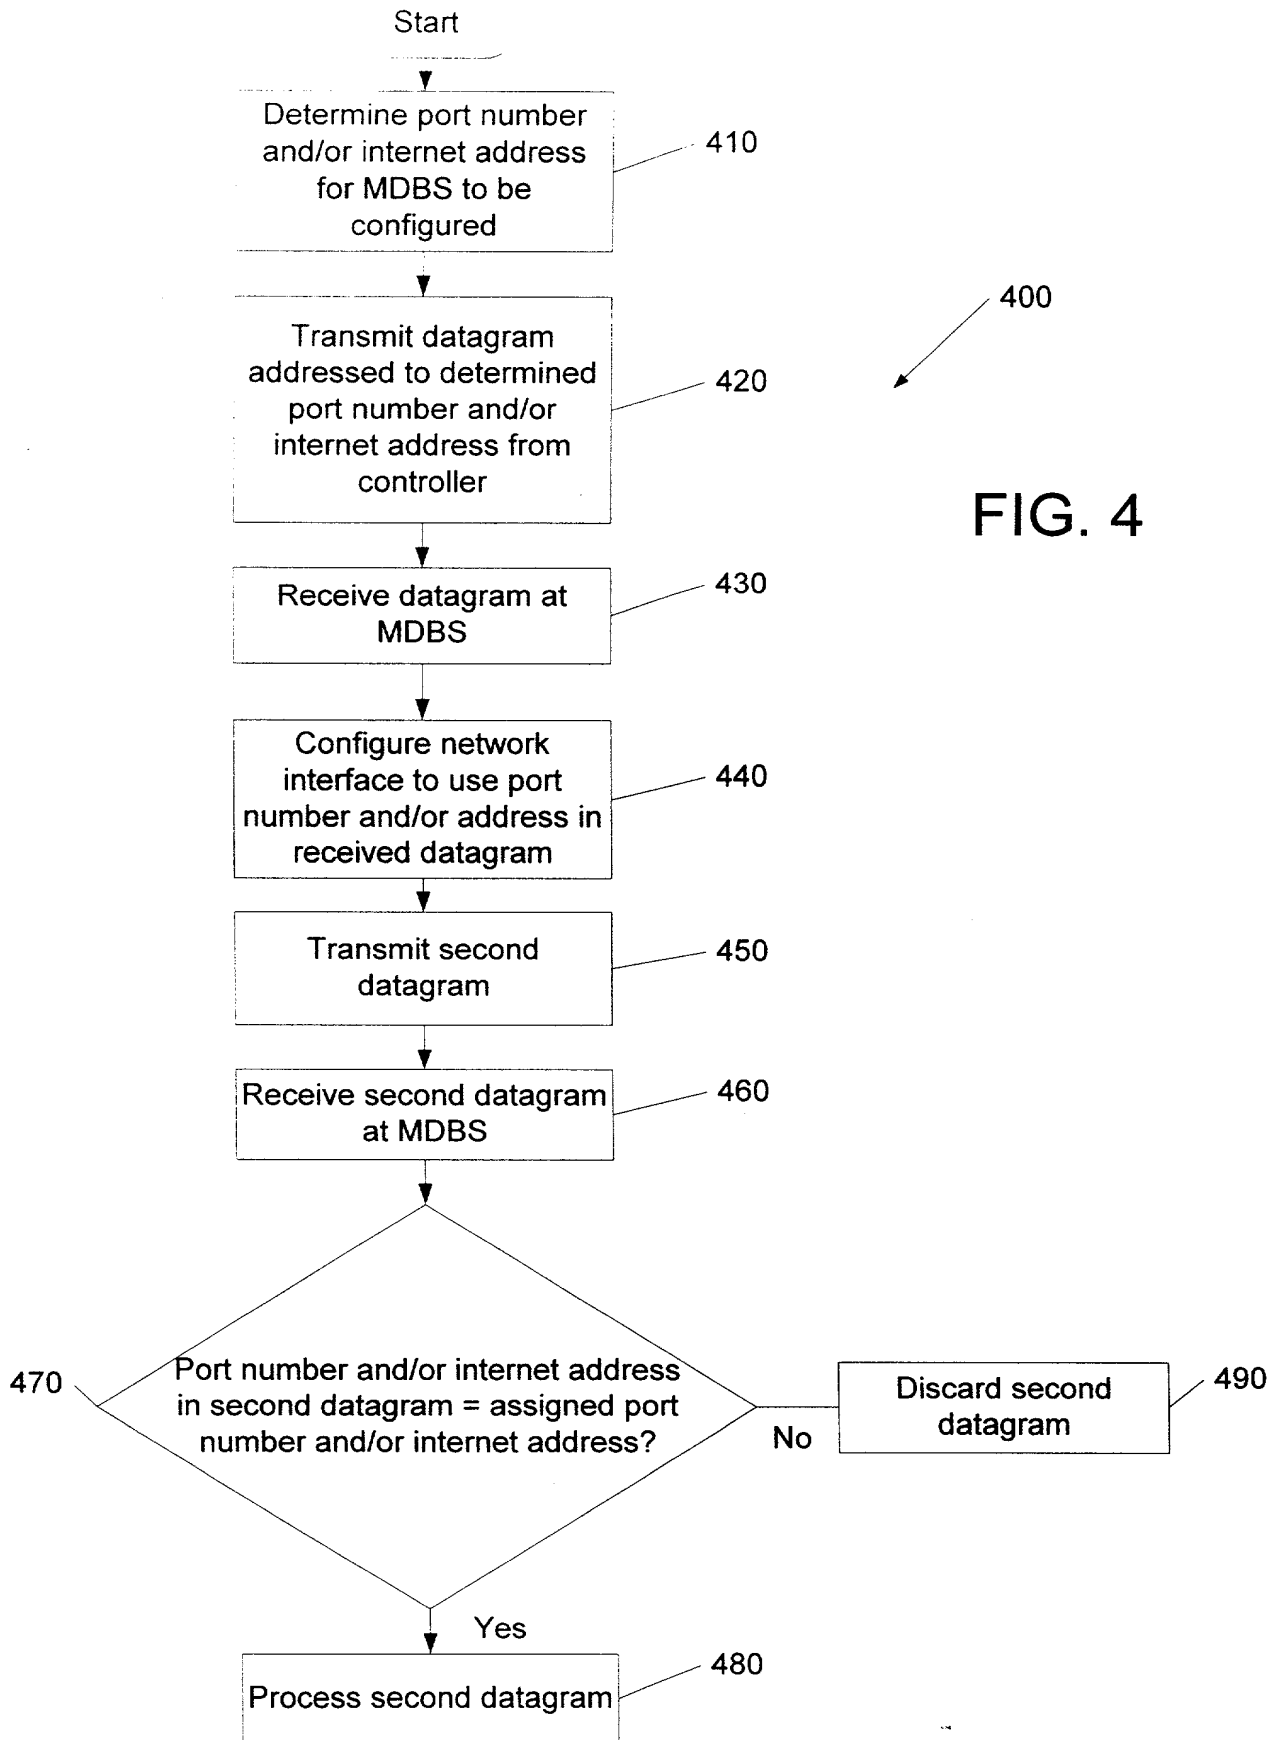 Start
Determine port number
and/or internet address
for MDBS to be
configured
410
Transmit datagram
addressed to determined
port number and/or
internet address from
controller
420
400
FIG. 4
Receive datagram at
MDBS
430
Configure network
interface to use port
number and/or address in
received datagram
440
Transmit second
datagram
450
Receive second datagram
at MDBS
460
470
Port number and/or internet address
in second datagram = assigned port
number and/or internet address?
No
Discard second
datagram
490
Yes
Process second datagram
480